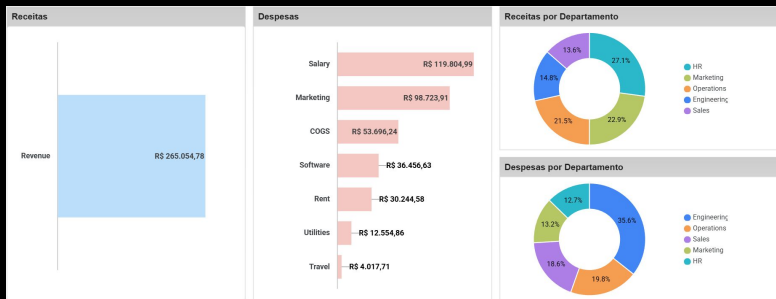 Receitas
Revenue
R$ 265.054,78
Despesas
Salary
R$ 119.804,99
Marketing
R$ 98.723,91
COGS
R$ 53.696,24
Software
R$ 36.456,63
Rent
R$ 30.244,58
Utilities
R$ 12.554,86
Travel
R$ 4.017,71
Receitas por Departamento
13.6%
27.1%
14.8%
21.5%
22.9%
HR
Marketing
Operations
Engineering
Sales
Despesas por Departamento
12.7%
35.6%
13.2%
18.6%
19.8%
Engineering
Operations
Sales
Marketing
HR